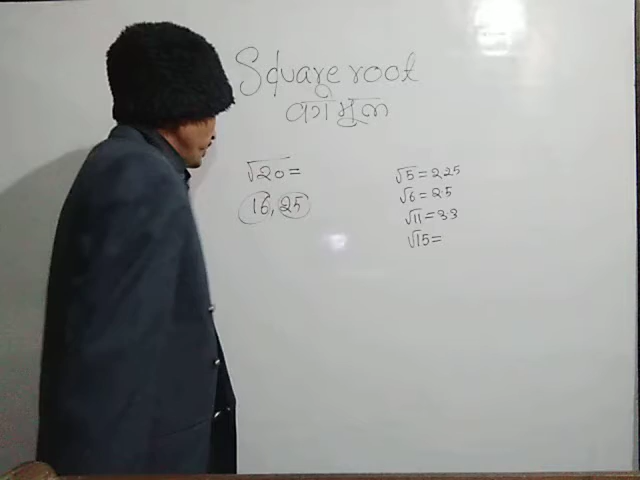 Square root
वर्ग मूल
√20 =
16, 25
√5 = 2.25
√6 = 2.5
√11 = 3.3
√15 =